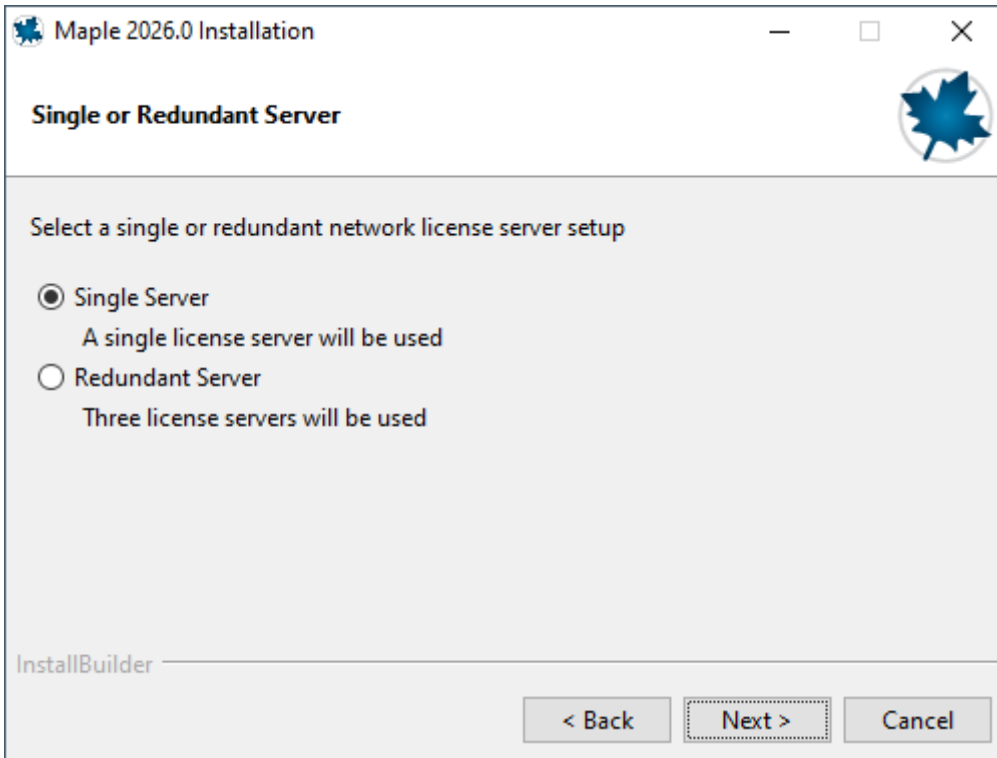 Maple 2026.0 Installation
Single or Redundant Server
Select a single or redundant network license server setup
Single Server
A single license server will be used
Redundant Server
Three license servers will be used
InstallBuilder
< Back
Next >
Cancel